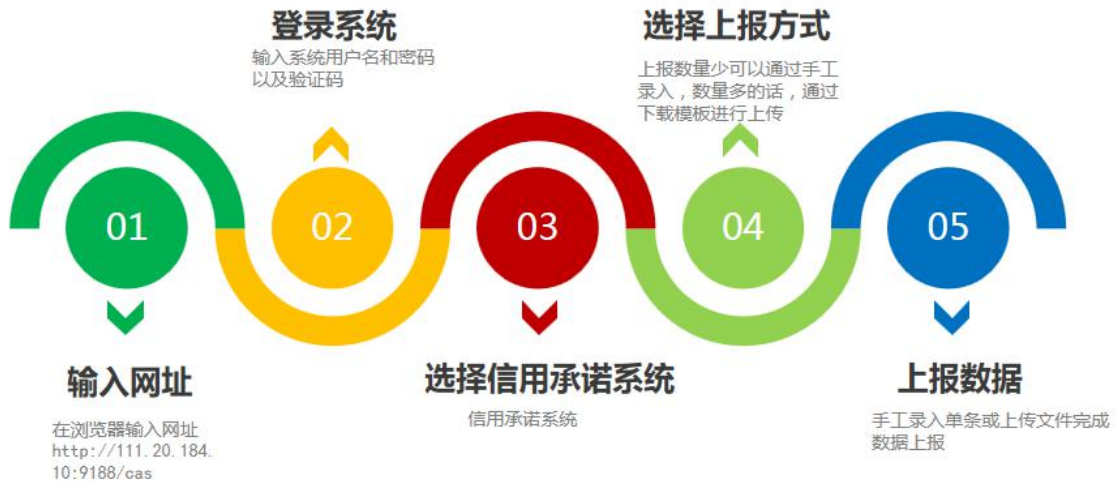 01
输入网址
在浏览器输入网址
http://111.20.184.
10:9188/cas
登录系统
输入系统用户名和密码
以及验证码
02
03
选择信用承诺系统
信用承诺系统
选择上报方式
上报数量少可以通过手工
录入，数量多的话，通过
下载模板进行上传
04
05
上报数据
手工录入单条或上传文件完成
数据上报